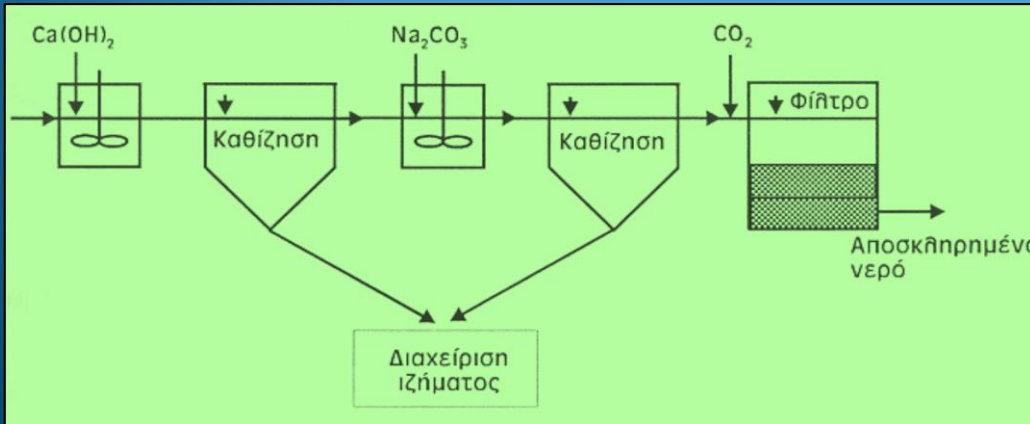 Ca(OH)₂
Na₂CO₃
CO₂
Καθίζηση
Καθίζηση
Φίλτρο
Αποσκληρημένο
νερό
Διαχείριση
ιζήματος